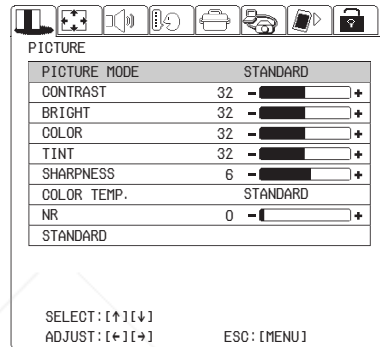 PICTURE
PICTURE MODE STANDARD
CONTRAST 32 - +
BRIGHT 32 - +
COLOR 32 - +
TINT 32 - +
SHARPNESS 6 - +
COLOR TEMP. STANDARD
NR 0 - +
STANDARD
SELECT:[↑][↓]
ADJUST:[←][→] ESC:[MENU]